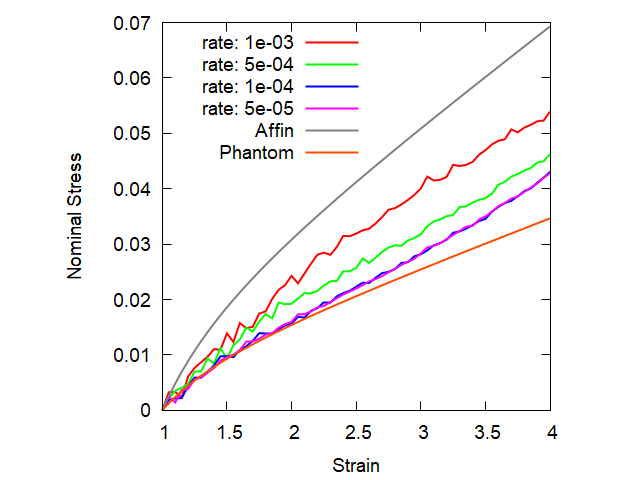 0.07
0.06
0.05
0.04
0.03
0.02
0.01
0
Nominal Stress
rate: 1e-03
rate: 5e-04
rate: 1e-04
rate: 5e-05
Affin
Phantom
1 1.5 2 2.5 3 3.5 4
Strain